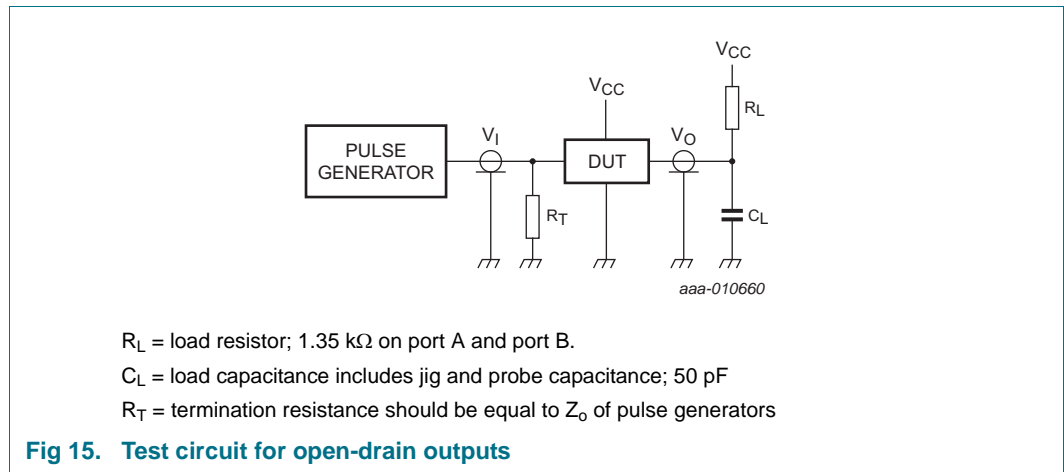 VCC
VCC
RL
VI
VO
PULSE
GENERATOR
DUT
RT
CL
aaa-010660
RL = load resistor; 1.35 kΩ on port A and port B.
CL = load capacitance includes jig and probe capacitance; 50 pF
RT = termination resistance should be equal to Zo of pulse generators
Fig 15. Test circuit for open-drain outputs